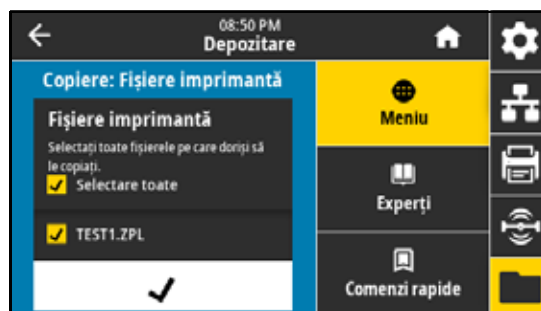 08:50 PM
Depozitare
Copiere: Fișiere imprimantă
Fișiere imprimantă
Selectați toate fișierele pe care doriși să
le copiați.
Selectare toate
TEST1.ZPL
Meniu
Experți
Comenzi rapide